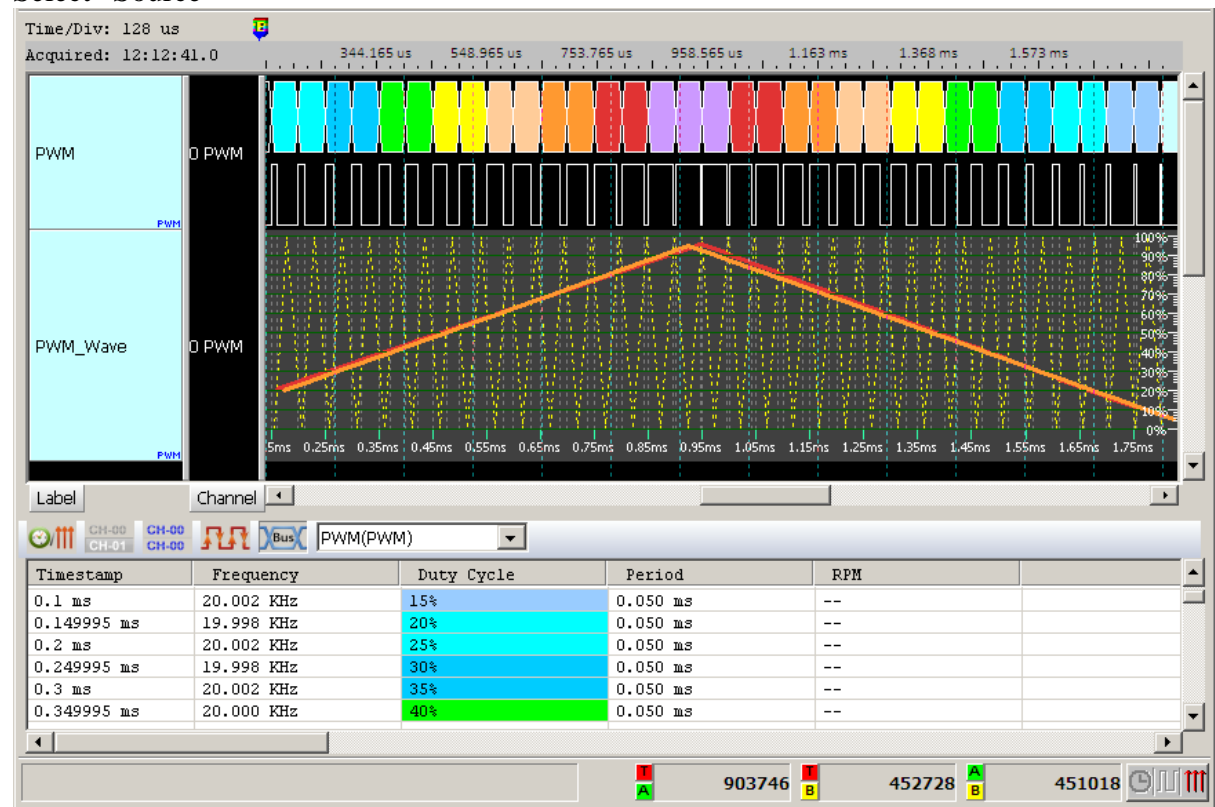 Select Source
Time/Div: 128 us
Acquired: 12:12:41.0
344.165 us 548.965 us 753.765 us 958.565 us 1.163 ms 1.368 ms 1.573 ms
PWM 0 PWM
PWM
100%
90%
80%
70%
60%
50%
40%
30%
20%
10%
0%
PWM_Wave 0 PWM
5ms 0.25ms 0.35ms 0.45ms 0.55ms 0.65ms 0.75ms 0.85ms 0.95ms 1.05ms 1.15ms 1.25ms 1.35ms 1.45ms 1.55ms 1.65ms 1.75ms
PWM
Label Channel
CH-00 CH-00
CH-01 CH-00
Bus PWM(PWM)
Timestamp Frequency Duty Cycle Period RPM
0.1 ms 20.002 KHz 15% 0.050 ms --
0.149995 ms 19.998 KHz 20% 0.050 ms --
0.2 ms 20.002 KHz 25% 0.050 ms --
0.249995 ms 19.998 KHz 30% 0.050 ms --
0.3 ms 20.002 KHz 35% 0.050 ms --
0.349995 ms 20.000 KHz 40% 0.050 ms --
T A 903746 T B 452728 A B 451018